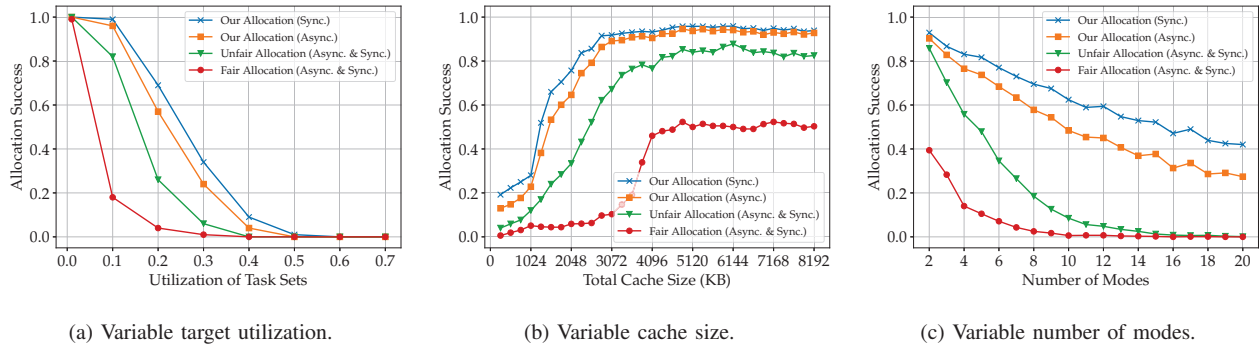 Allocation Success
1.0
0.8
0.6
0.4
0.2
0.0
Our Allocation (Sync.)
Our Allocation (Async.)
Unfair Allocation (Async. & Sync.)
Fair Allocation (Async. & Sync.)
0.0 0.1 0.2 0.3 0.4 0.5 0.6 0.7
Utilization of Task Sets
(a) Variable target utilization.
Allocation Success
1.0
0.8
0.6
0.4
0.2
0.0
Our Allocation (Sync.)
Our Allocation (Async.)
Unfair Allocation (Async. & Sync.)
Fair Allocation (Async. & Sync.)
0 1024 2048 3072 4096 5120 6144 7168 8192
Total Cache Size (KB)
(b) Variable cache size.
Allocation Success
1.0
0.8
0.6
0.4
0.2
0.0
Our Allocation (Sync.)
Our Allocation (Async.)
Unfair Allocation (Async. & Sync.)
Fair Allocation (Async. & Sync.)
2 4 6 8 10 12 14 16 18 20
Number of Modes
(c) Variable number of modes.